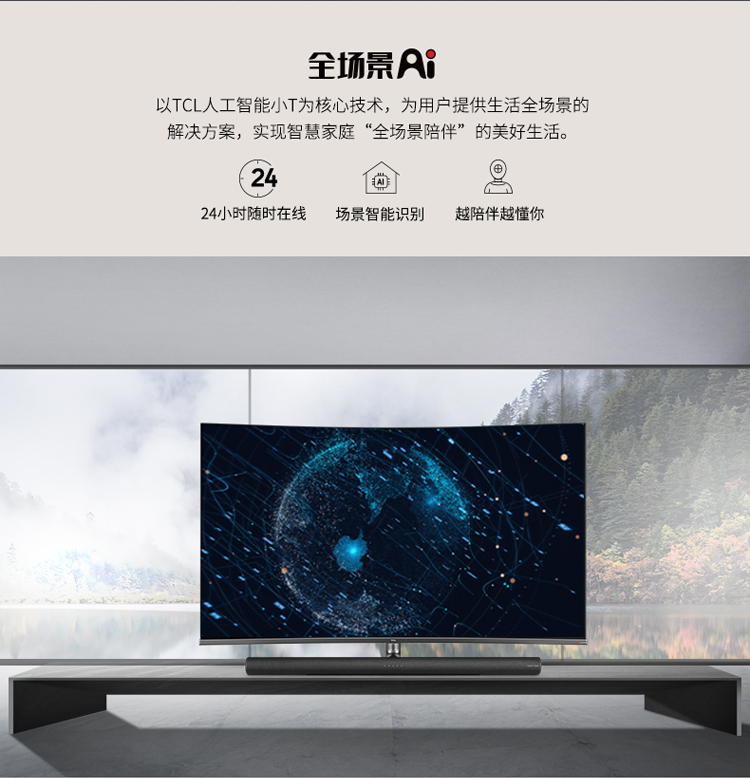 全场景Ai
以TCL人工智能小T为核心技术，为用户提供生活全场景的
解决方案，实现智慧家庭“全场景陪伴”的美好生活。
24
AI
24小时随时在线
场景智能识别
越陪伴越懂你